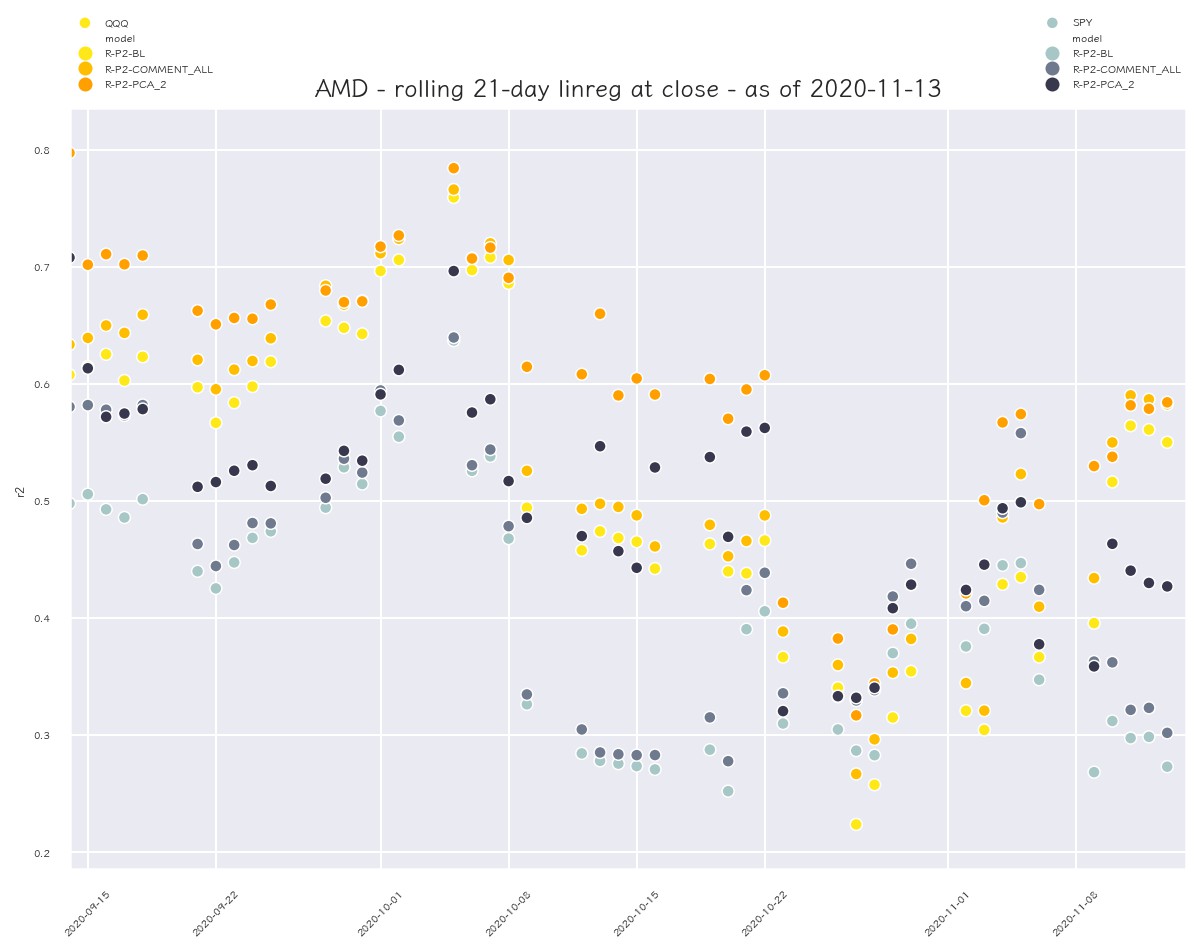 QQQ
model
R-P2-BL
R-P2-COMMENT_ALL
R-P2-PCA_2
SPY
model
R-P2-BL
R-P2-COMMENT_ALL
R-P2-PCA_2
AMD - rolling 21-day linreg at close - as of 2020-11-13
0.8
0.7
0.6
0.5
0.4
0.3
0.2
r2
2020-09-15
2020-09-22
2020-10-01
2020-10-08
2020-10-15
2020-10-22
2020-11-01
2020-11-08